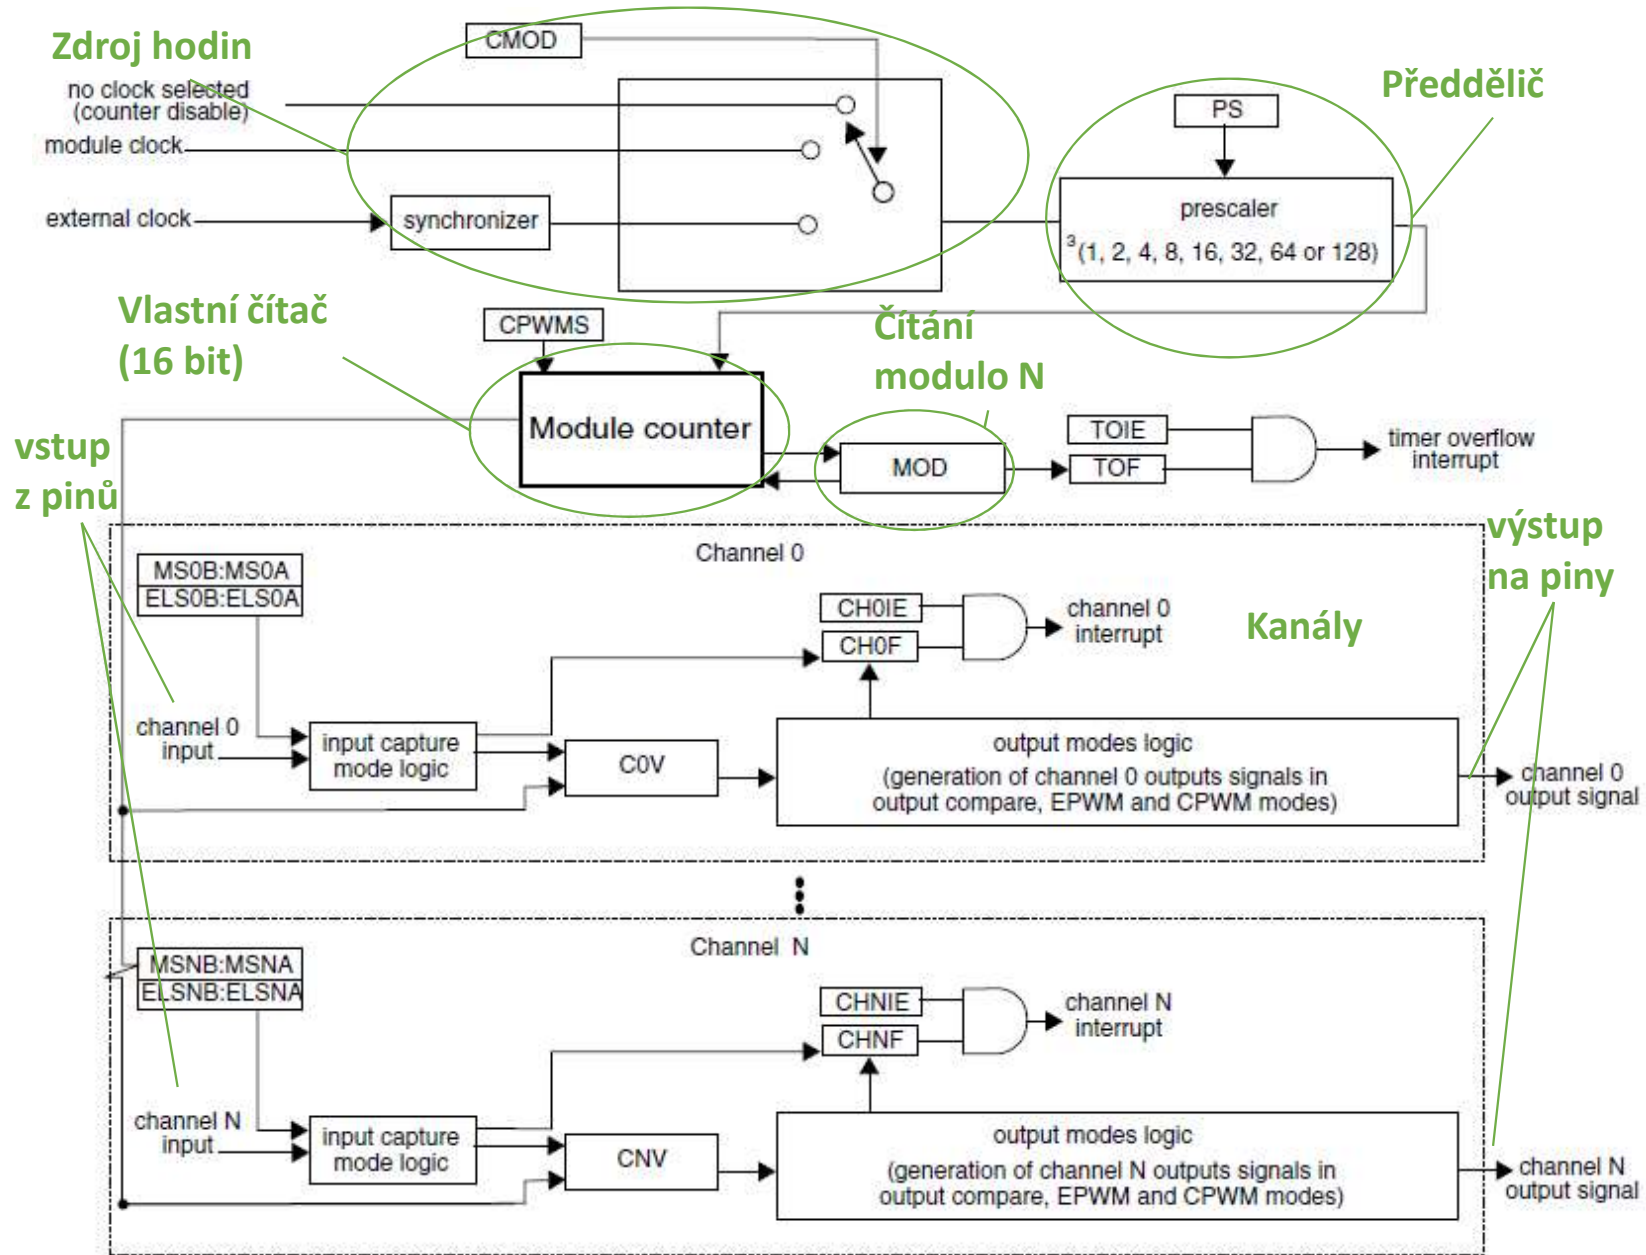 Zdroj hodin
CMOD
no clock selected
(counter disable)
module clock
external clock
synchronizer
Předdělič
PS
prescaler
³(1, 2, 4, 8, 16, 32, 64 or 128)
Vlastní čítač
(16 bit)
CPWMS
Module counter
Čítání
modulo N
MOD
TOIE
TOF
timer overflow
interrupt
vstup
z pinů
výstup
na piny
Channel 0
MS0B:MS0A
ELS0B:ELS0A
CH0IE
CH0F
channel 0
interrupt
Kanály
channel 0
input
input capture
mode logic
C0V
output modes logic
(generation of channel 0 outputs signals in
output compare, EPWM and CPWM modes)
channel 0
output signal
Channel N
MSNB:MSNA
ELSNB:ELSNA
CHNIE
CHNF
channel N
interrupt
channel N
input
input capture
mode logic
CNV
output modes logic
(generation of channel N outputs signals in
output compare, EPWM and CPWM modes)
channel N
output signal